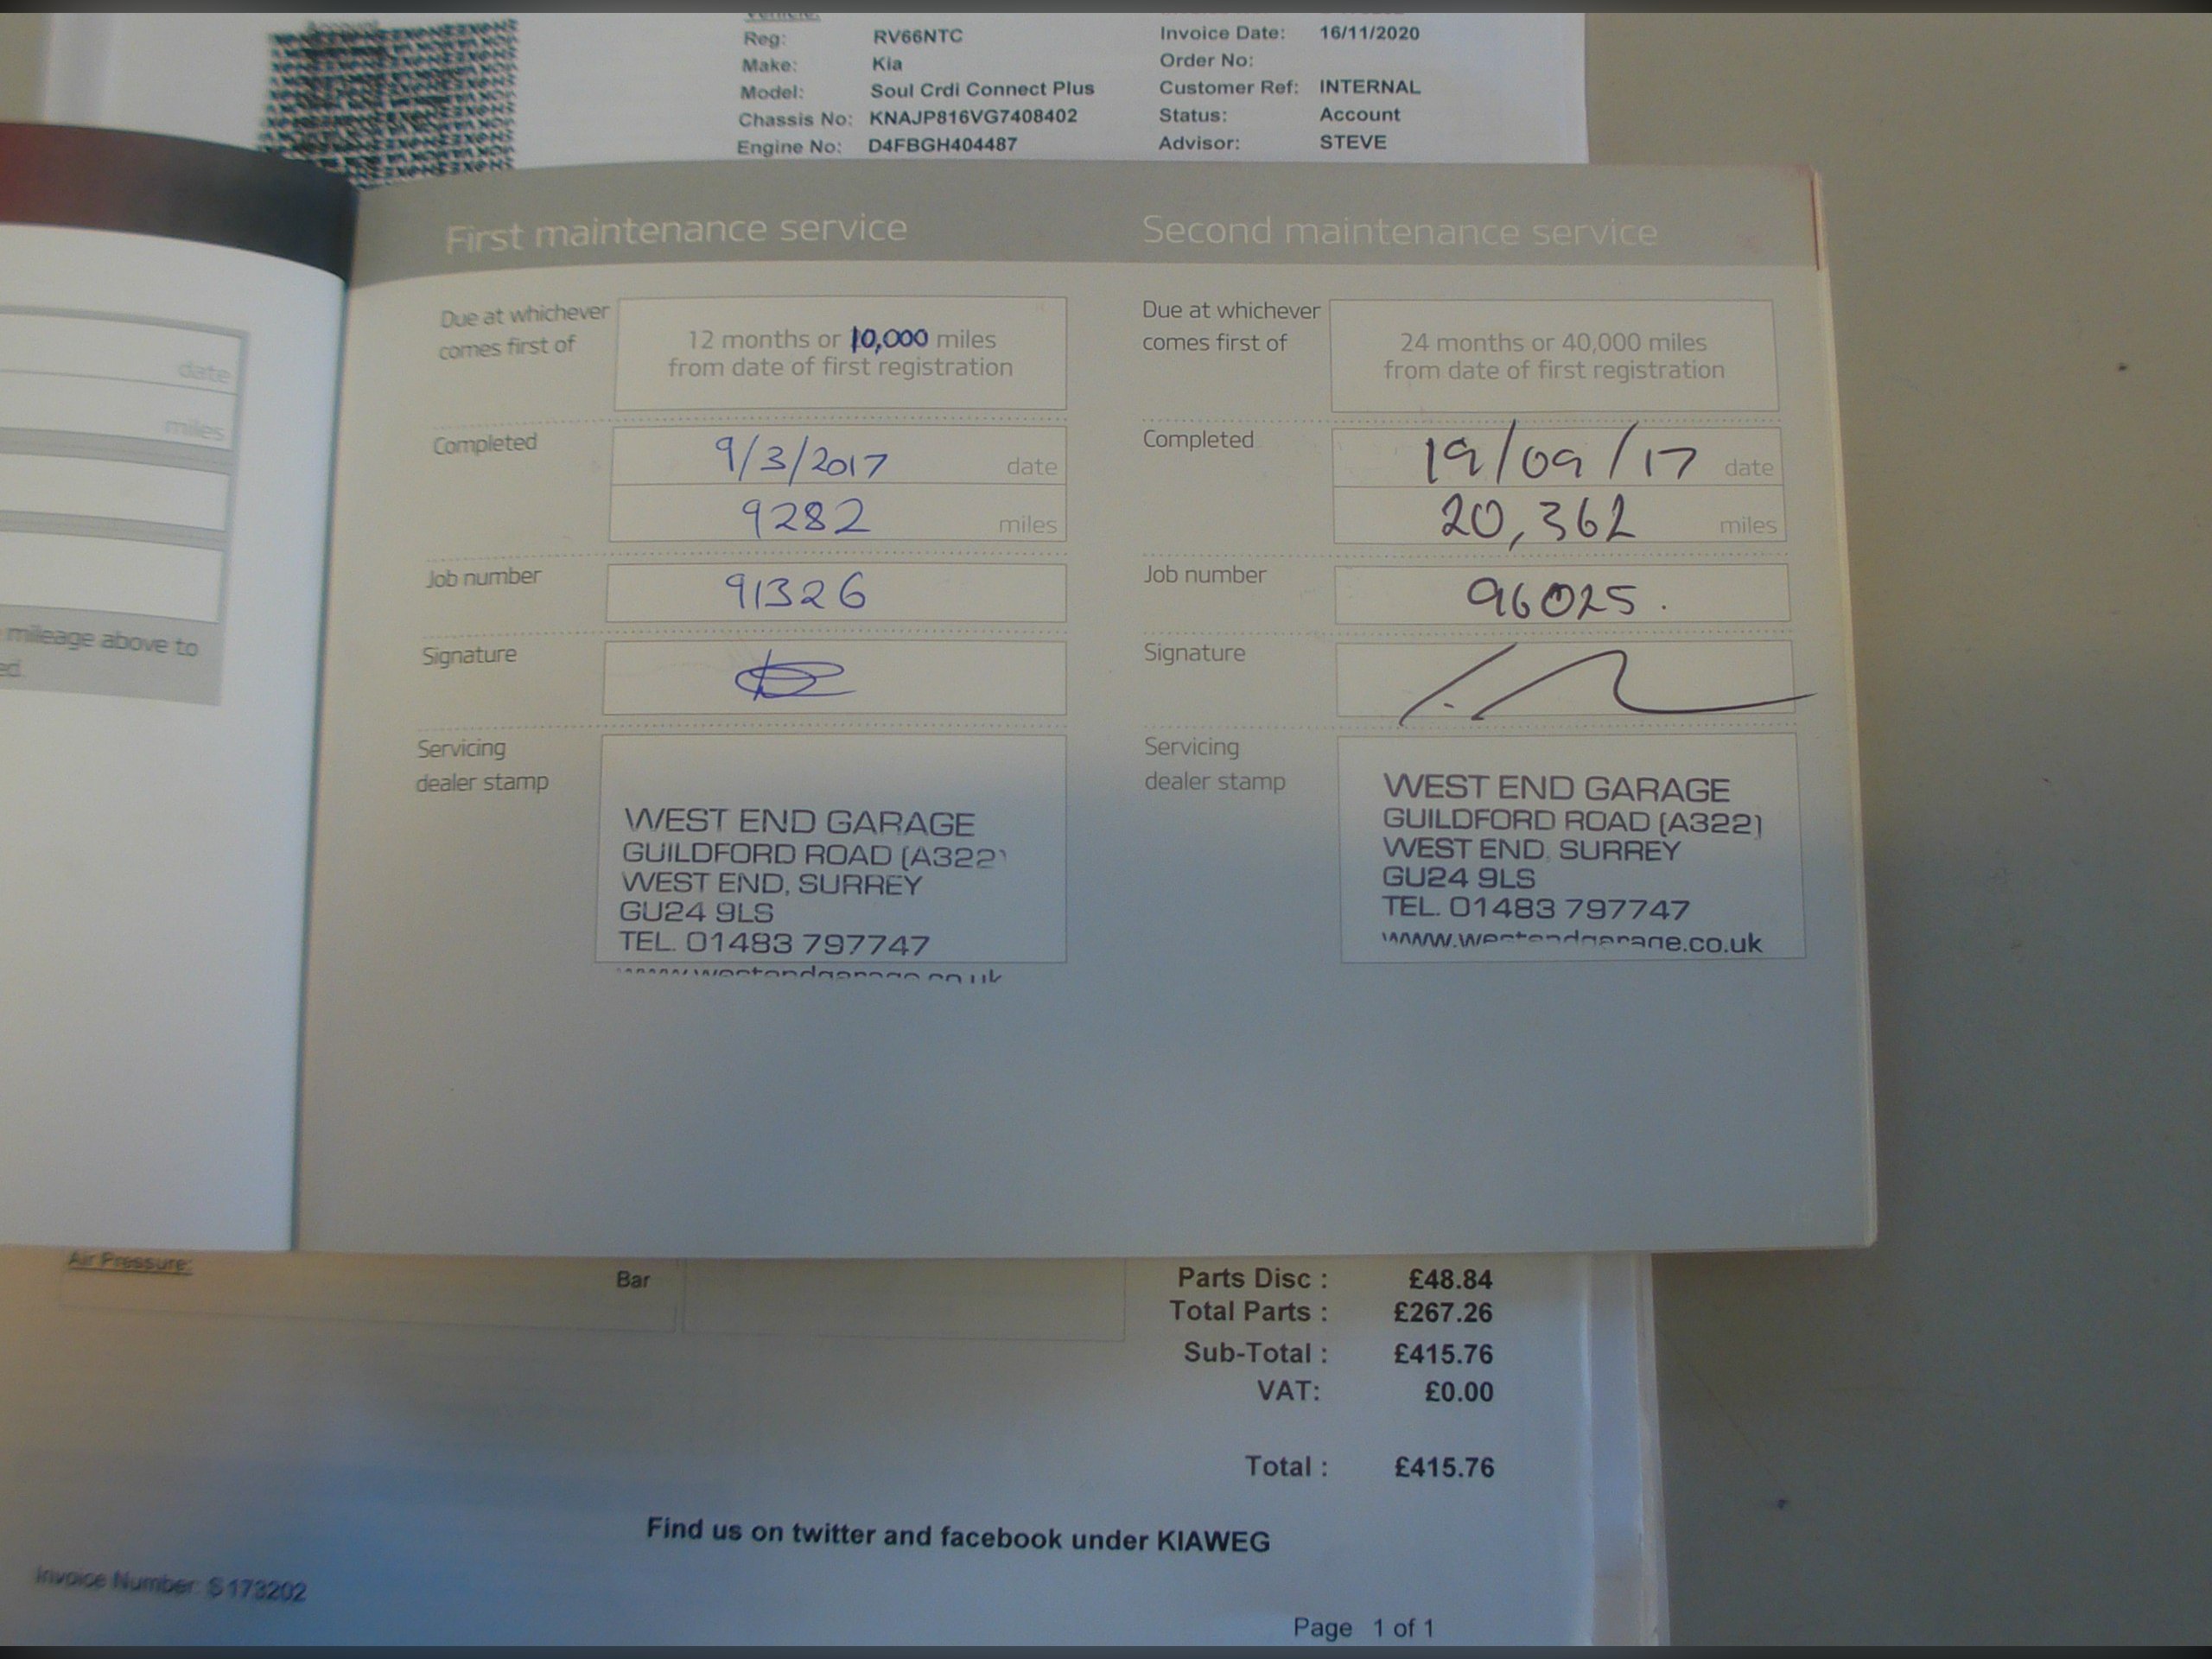 Vehicle:
Reg: RV66NTC
Make: Kia
Model: Soul Crdi Connect Plus
Chassis No: KNAJP816VG7408402
Engine No: D4FBGH404487
Invoice Date: 16/11/2020
Order No:
Customer Ref: INTERNAL
Status: Account
Advisor: STEVE
date
miles
mileage above to
ed.
First maintenance service
Due at whichever
comes first of
12 months or 10,000 miles
from date of first registration
Completed
9/3/2017 date
9282 miles
Job number 91326
Signature
Servicing
dealer stamp
WEST END GARAGE
GUILDFORD ROAD (A322)
WEST END, SURREY
GU24 9LS
TEL. 01483 797747
www.westendgarage.co.uk
Second maintenance service
Due at whichever
comes first of
24 months or 40,000 miles
from date of first registration
Completed
19/09/17 date
20,362 miles
Job number 96025.
Signature
Servicing
dealer stamp
WEST END GARAGE
GUILDFORD ROAD (A322)
WEST END, SURREY
GU24 9LS
TEL. 01483 797747
www.westendgarage.co.uk
Air Pressure:
Bar
Parts Disc : £48.84
Total Parts : £267.26
Sub-Total : £415.76
VAT: £0.00
Total : £415.76
Find us on twitter and facebook under KIAWEG
Invoice Number: S173202
Page 1 of 1